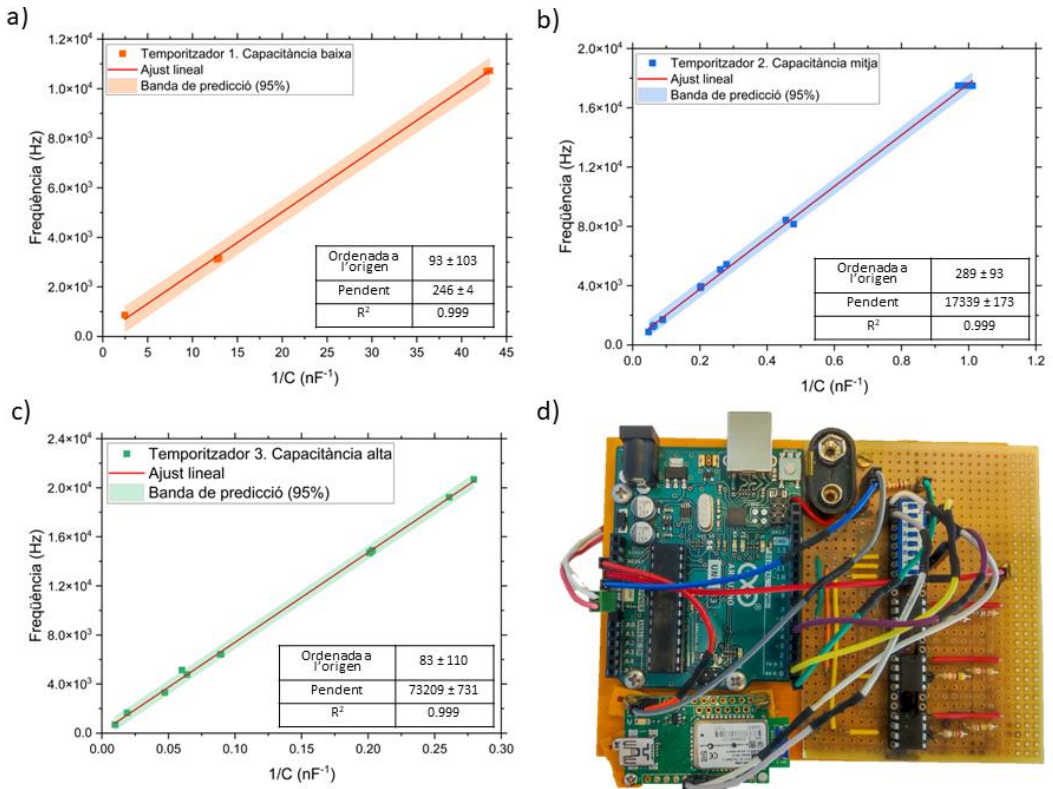 a)
1.2×10⁴
1.0×10⁴
8.0×10³
6.0×10³
4.0×10³
2.0×10³
0.0
Freqüència (Hz)
Temporitzador 1. Capacitància baixa
Ajust lineal
Banda de predicció (95%)
Ordenada a
l'origen
93 ± 103
Pendent
246 ± 4
R²
0.999
0 5 10 15 20 25 30 35 40 45
1/C (nF⁻¹)
b)
2.0×10⁴
1.6×10⁴
1.2×10⁴
8.0×10³
4.0×10³
0.0
Freqüència (Hz)
Temporitzador 2. Capacitància mitja
Ajust lineal
Banda de predicció (95%)
Ordenada a
l'origen
289 ± 93
Pendent
17339 ± 173
R²
0.999
0.0 0.2 0.4 0.6 0.8 1.0 1.2
1/C (nF⁻¹)
c)
2.4×10⁴
2.0×10⁴
1.6×10⁴
1.2×10⁴
8.0×10³
4.0×10³
0.0
Freqüència (Hz)
Temporitzador 3. Capacitància alta
Ajust lineal
Banda de predicció (95%)
Ordenada a
l'origen
83 ± 110
Pendent
73209 ± 731
R²
0.999
0.00 0.05 0.10 0.15 0.20 0.25 0.30
1/C (nF⁻¹)
d)
ARDUINO